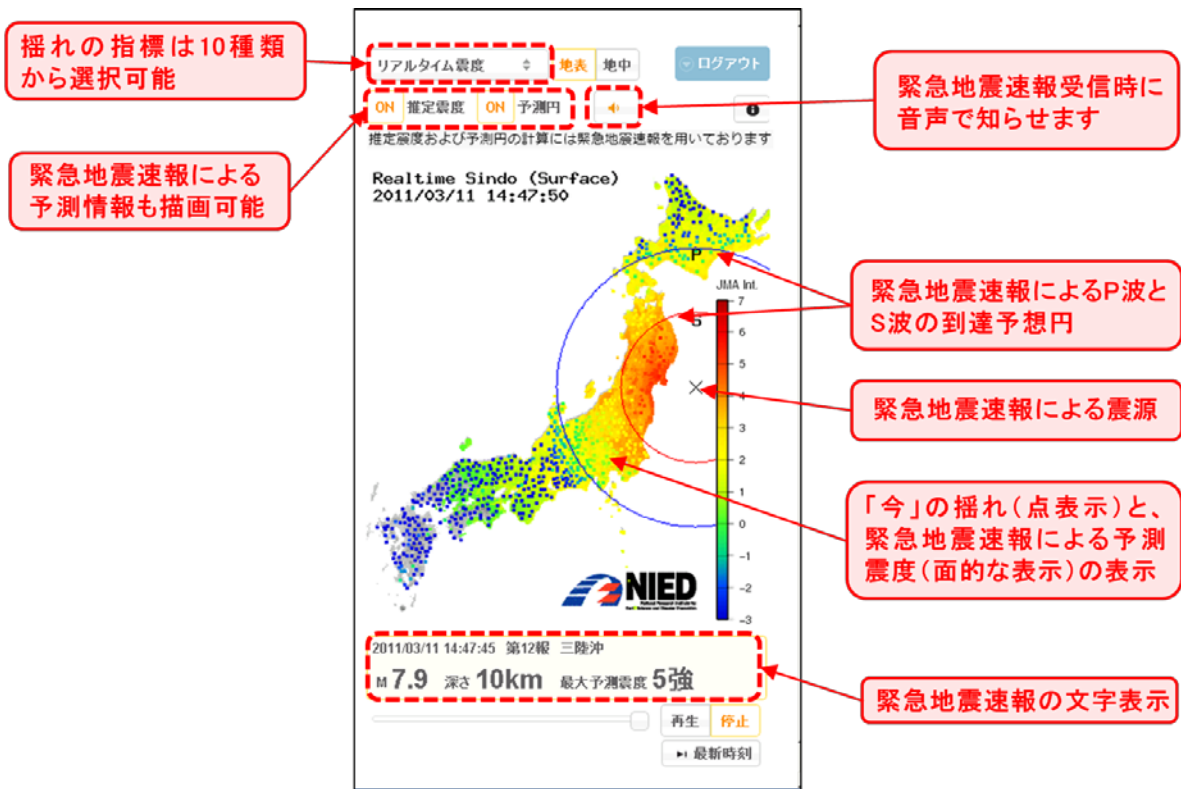 揺れの指標は10種類
から選択可能
リアルタイム震度
地表
地中
ログアウト
ON 推定震度
ON 予測円
緊急地震速報受信時に
音声で知らせます
推定震度および予測円の計算には緊急地震速報を用いております
緊急地震速報による
予測情報も描画可能
Realtime Sindo (Surface)
2011/03/11 14:47:50
P
S
JMA Int.
7
6
5
4
3
2
1
0
-1
-2
-3
緊急地震速報によるP波と
S波の到達予想円
緊急地震速報による震源
「今」の揺れ(点表示)と、
緊急地震速報による予測
震度(面的な表示)の表示
NIED
2011/03/11 14:47:45 第12報 三陸沖
M 7.9 深さ 10km 最大予測震度 5強
緊急地震速報の文字表示
再生
停止
最新時刻